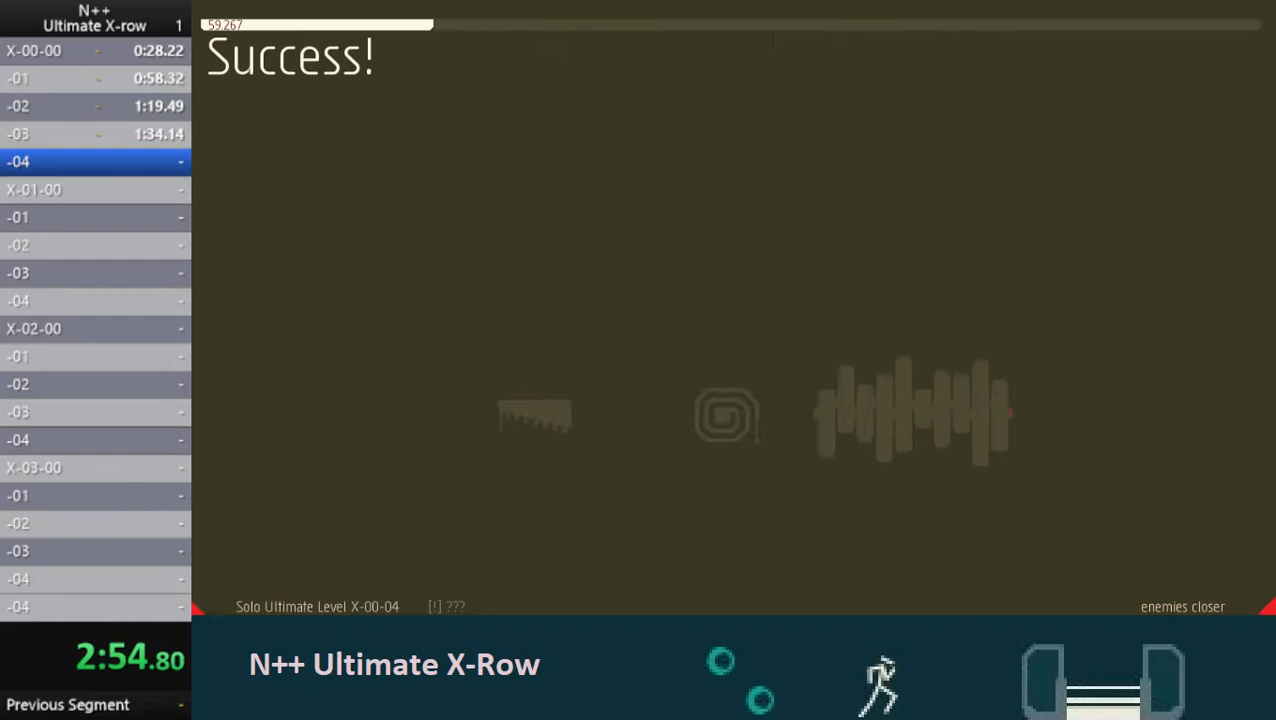 N++
Ultimate X-row 1
X-00-00 - 0:28.22
-01 - 0:58.32
-02 - 1:19.49
-03 - 1:34.14
-04 -
X-01-00 -
-01 -
-02 -
-03 -
-04 -
X-02-00 -
-01 -
-02 -
-03 -
-04 -
X-03-00 -
-01 -
-02 -
-03 -
-04 -
-04 -
2:54.80
Previous Segment -
59.267
Success!
Solo Ultimate Level X-00-04 [!] ???
enemies closer
N++ Ultimate X-Row